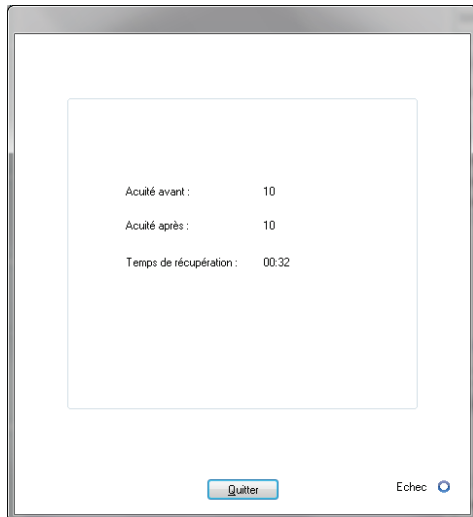 Acuité avant : 10
Acuité après : 10
Temps de récupération : 00:32
Quitter Echec